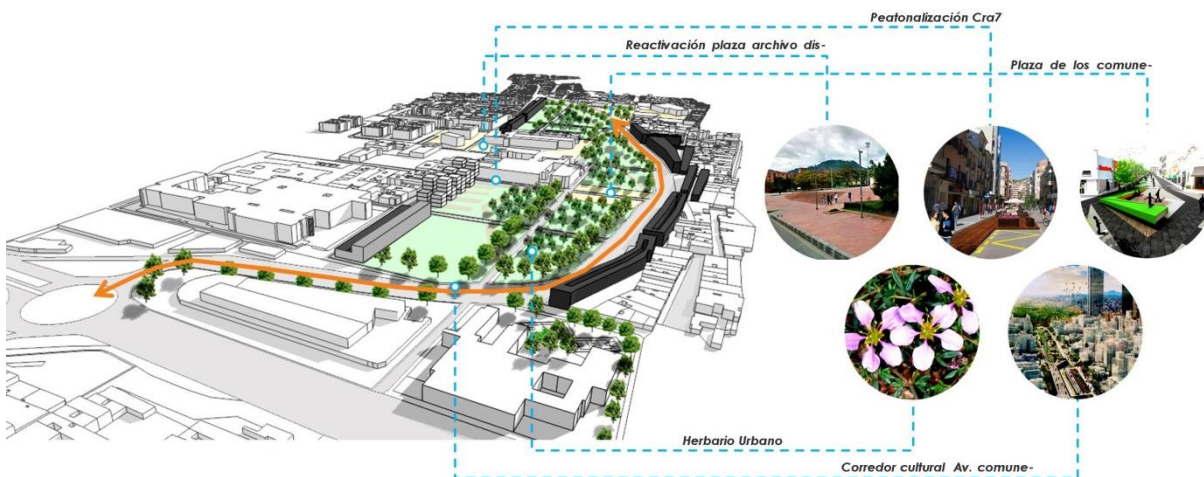 Peatonalización Cra7
Reactivación plaza archivo dis-
Plaza de los comune-
Herbario Urbano
Corredor cultural Av. comune-